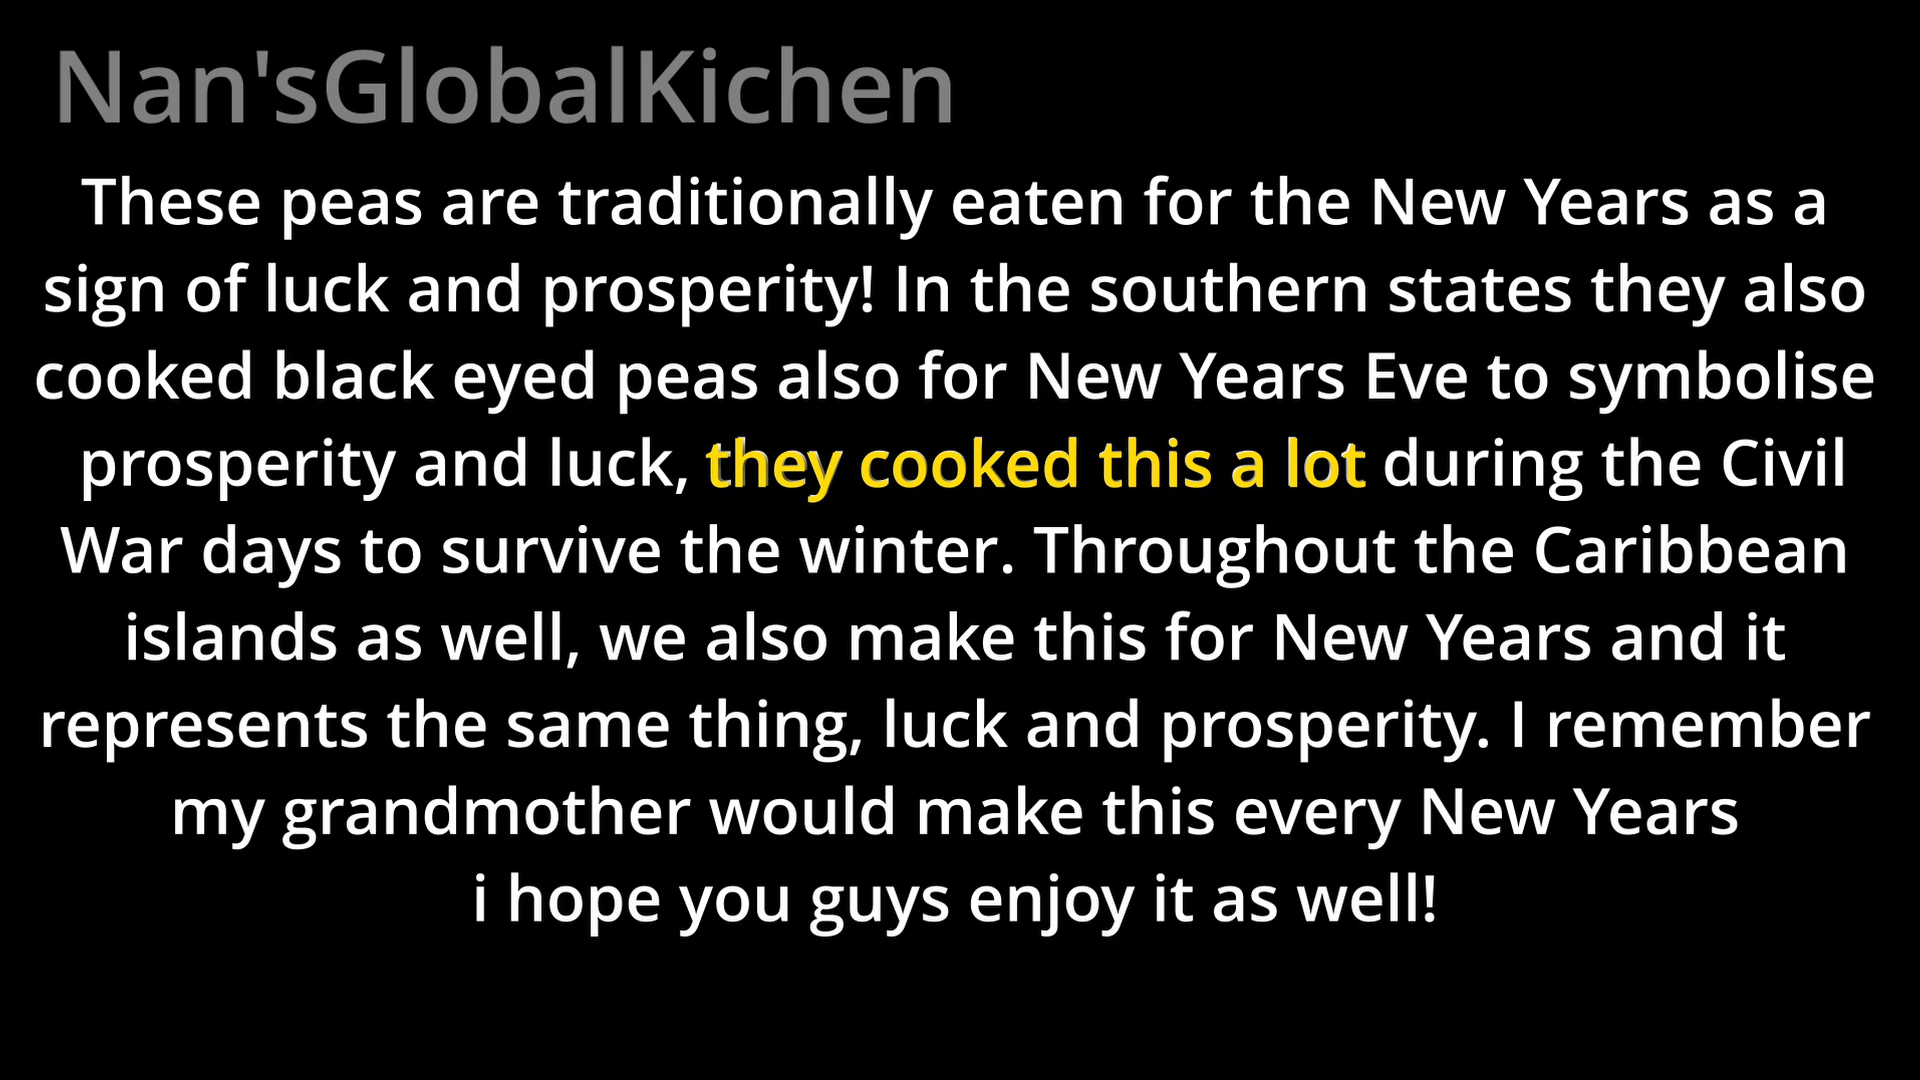 Nan'sGlobalKichen
These peas are traditionally eaten for the New Years as a
sign of luck and prosperity! In the southern states they also
cooked black eyed peas also for New Years Eve to symbolise
prosperity and luck, they cooked this a lot during the Civil
War days to survive the winter. Throughout the Caribbean
islands as well, we also make this for New Years and it
represents the same thing, luck and prosperity. I remember
my grandmother would make this every New Years
i hope you guys enjoy it as well!